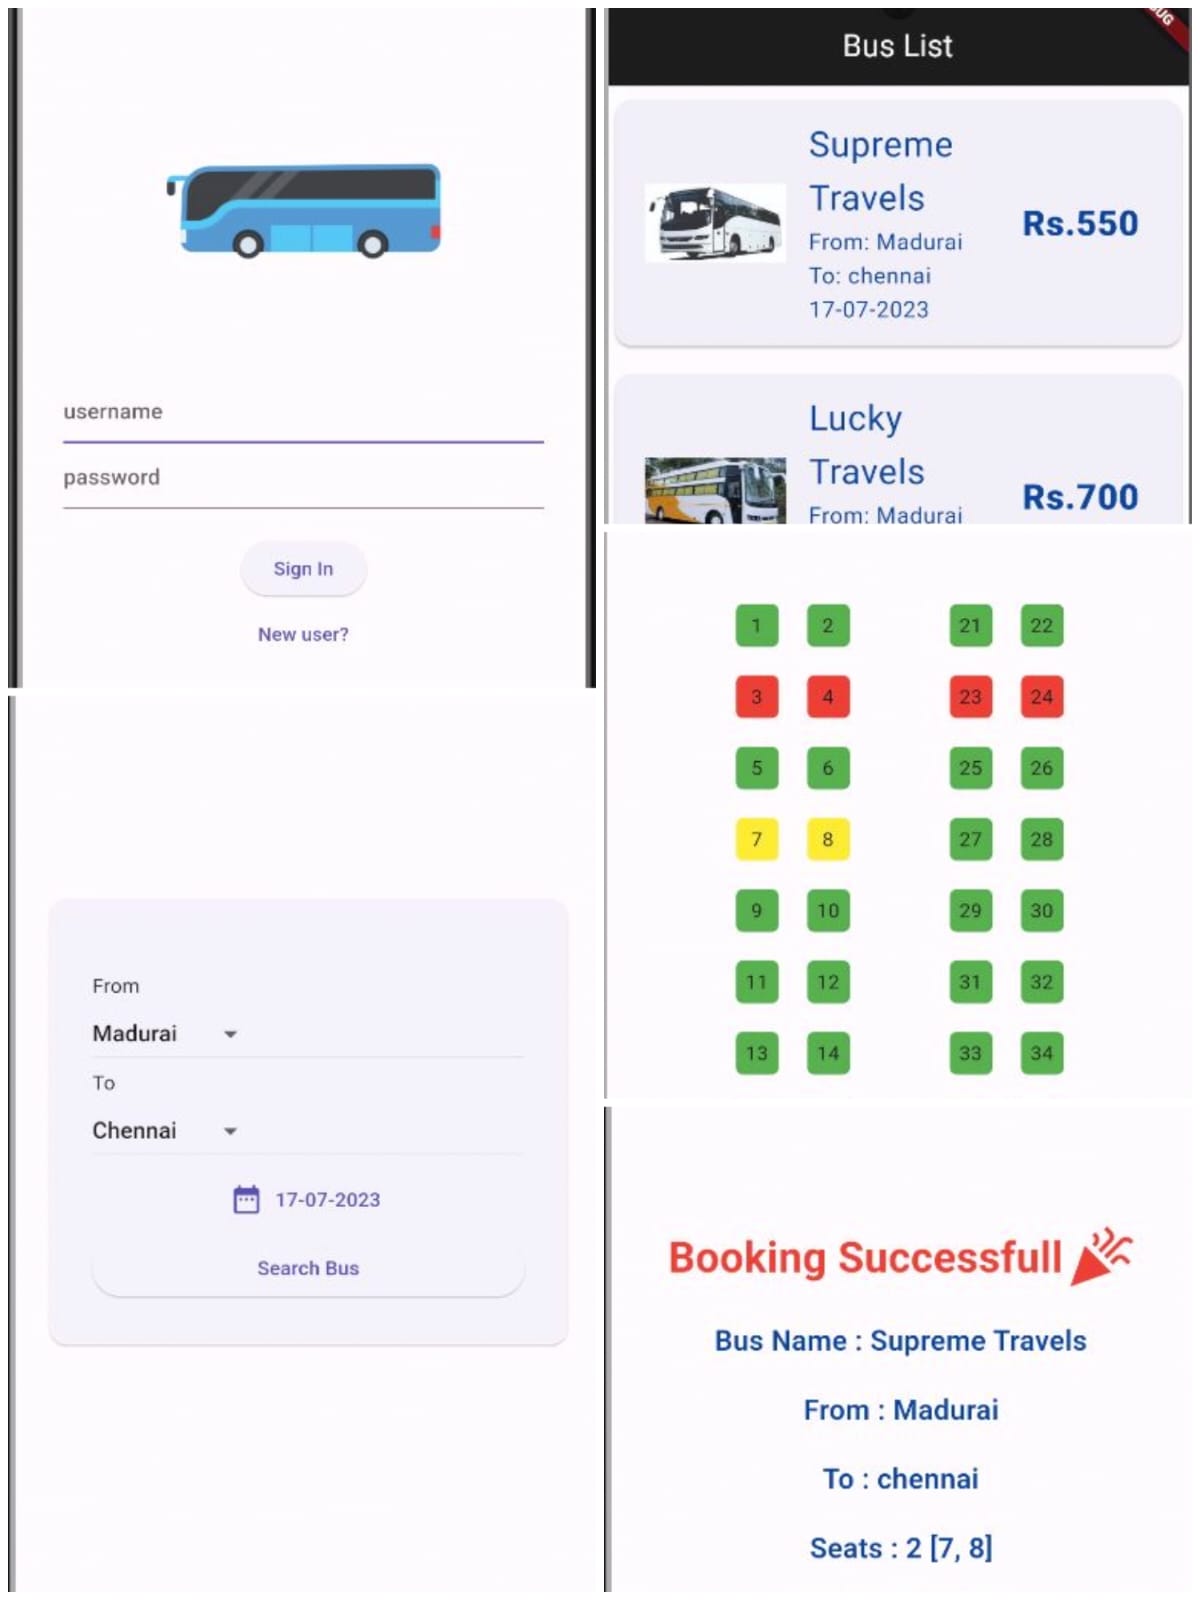 username
password
Sign In
New user?
From
Madurai
To
Chennai
17-07-2023
Search Bus
Bus List
Supreme
Travels
From: Madurai
To: chennai
17-07-2023
Rs.550
Lucky
Travels
From: Madurai
Rs.700
1 2 21 22
3 4 23 24
5 6 25 26
7 8 27 28
9 10 29 30
11 12 31 32
13 14 33 34
Booking Successfull
Bus Name : Supreme Travels
From : Madurai
To : chennai
Seats : 2 [7, 8]